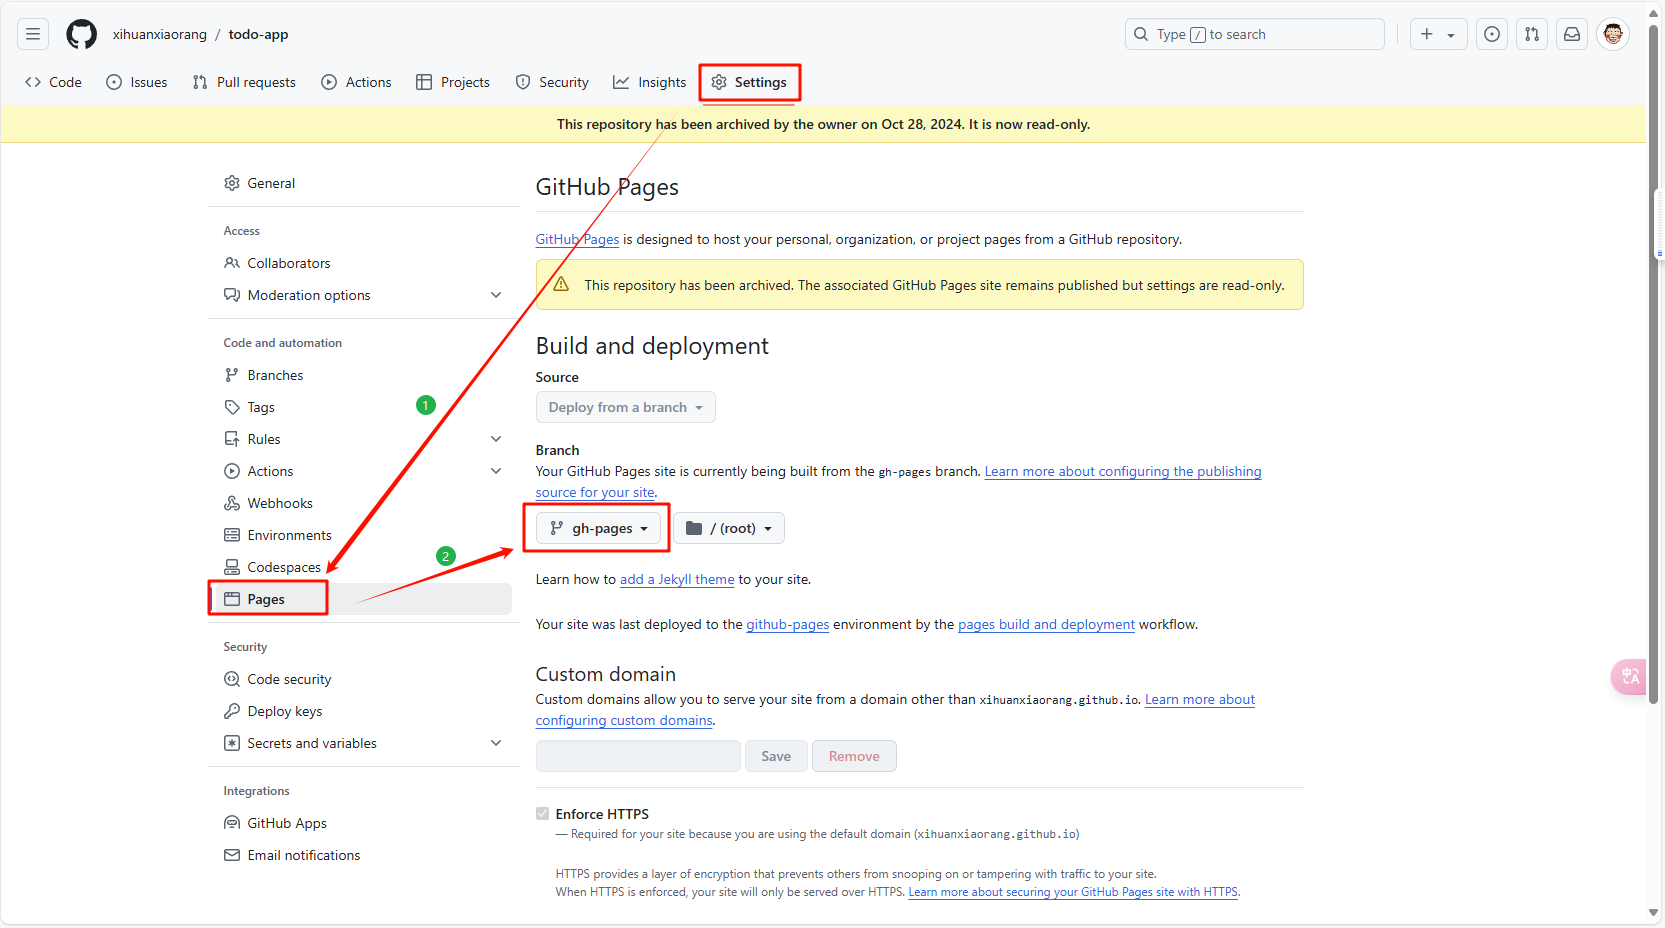 xihuanxiaorang / todo-app
Type / to search
Code
Issues
Pull requests
Actions
Projects
Security
Insights
Settings
This repository has been archived by the owner on Oct 28, 2024. It is now read-only.
General
Access
Collaborators
Moderation options
Code and automation
Branches
Tags
1
Rules
Actions
Webhooks
Environments
Codespaces
2
Pages
Security
Code security
Deploy keys
Secrets and variables
Integrations
GitHub Apps
Email notifications
GitHub Pages
GitHub Pages is designed to host your personal, organization, or project pages from a GitHub repository.
This repository has been archived. The associated GitHub Pages site remains published but settings are read-only.
Build and deployment
Source
Deploy from a branch
Branch
Your GitHub Pages site is currently being built from the gh-pages branch. Learn more about configuring the publishing
source for your site.
gh-pages
/ (root)
Learn how to add a Jekyll theme to your site.
Your site was last deployed to the github-pages environment by the pages build and deployment workflow.
Custom domain
Custom domains allow you to serve your site from a domain other than xihuanxiaorang.github.io. Learn more about
configuring custom domains.
Save
Remove
Enforce HTTPS
— Required for your site because you are using the default domain (xihuanxiaorang.github.io)
HTTPS provides a layer of encryption that prevents others from snooping on or tampering with traffic to your site.
When HTTPS is enforced, your site will only be served over HTTPS. Learn more about securing your GitHub Pages site with HTTPS.
中A